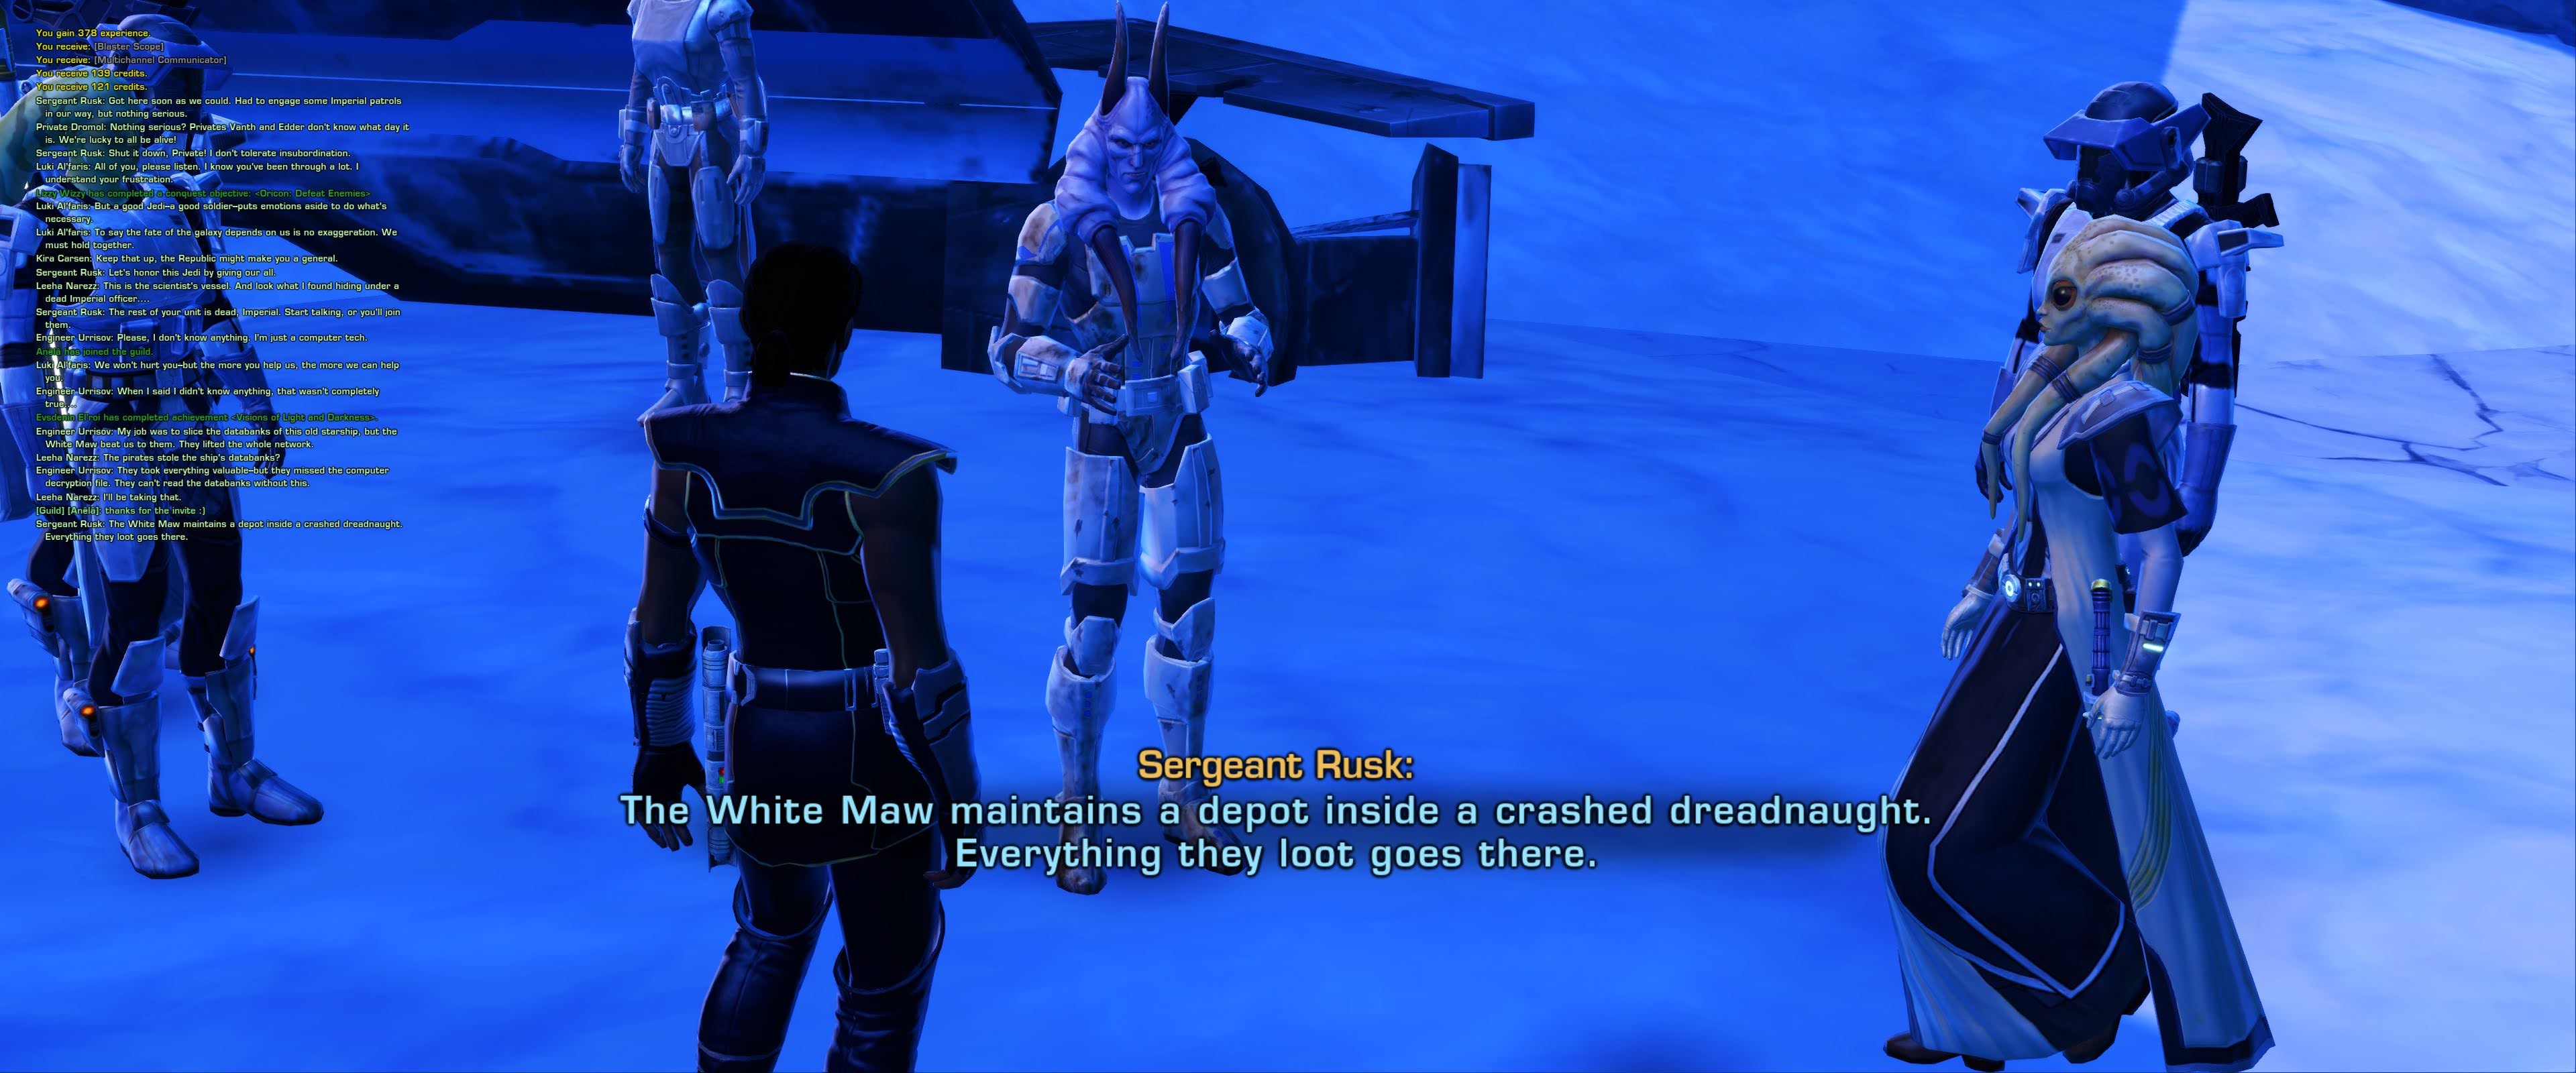 You gain 378 experience.
You receive: [Blaster Scope]
You receive: [Multichannel Communicator]
You receive 139 credits.
You receive 121 credits.
Sergeant Rusk: Got here soon as we could. Had to engage some Imperial patrols
in our way, but nothing serious.
Private Dromol: Nothing serious? Privates Vanth and Edder don't know what day it
is. We're lucky to all be alive!
Sergeant Rusk: Shut it down, Private! I don't tolerate insubordination.
Luki Al'faris: All of you, please listen. I know you've been through a lot. I
understand your frustration.
Lizzy Wizzy has completed a conquest objective: <Oricon: Defeat Enemies>
Luki Al'faris: But a good Jedi—a good soldier—puts emotions aside to do what's
necessary.
Luki Al'faris: To say the fate of the galaxy depends on us is no exaggeration. We
must hold together.
Kira Carsen: Keep that up, the Republic might make you a general.
Sergeant Rusk: Let's honor this Jedi by giving our all.
Leeha Narezz: This is the scientist's vessel. And look what I found hiding under a
dead Imperial officer....
Sergeant Rusk: The rest of your unit is dead, Imperial. Start talking, or you'll join
them.
Engineer Urrisov: Please, I don't know anything. I'm just a computer tech.
Anéla has joined the guild.
Luki Al'faris: We won't hurt you—but the more you help us, the more we can help
you.
Engineer Urrisov: When I said I didn't know anything, that wasn't completely
true....
Evsdenin El'roi has completed achievement <Visions of Light and Darkness>
Engineer Urrisov: My job was to slice the databanks of this old starship, but the
White Maw beat us to them. They lifted the whole network.
Leeha Narezz: The pirates stole the ship's databanks?
Engineer Urrisov: They took everything valuable—but they missed the computer
decryption file. They can't read the databanks without this.
Leeha Narezz: I'll be taking that.
[Guild] [Anéla]: thanks for the invite :)
Sergeant Rusk: The White Maw maintains a depot inside a crashed dreadnaught.
Everything they loot goes there.
Sergeant Rusk:
The White Maw maintains a depot inside a crashed dreadnaught.
Everything they loot goes there.